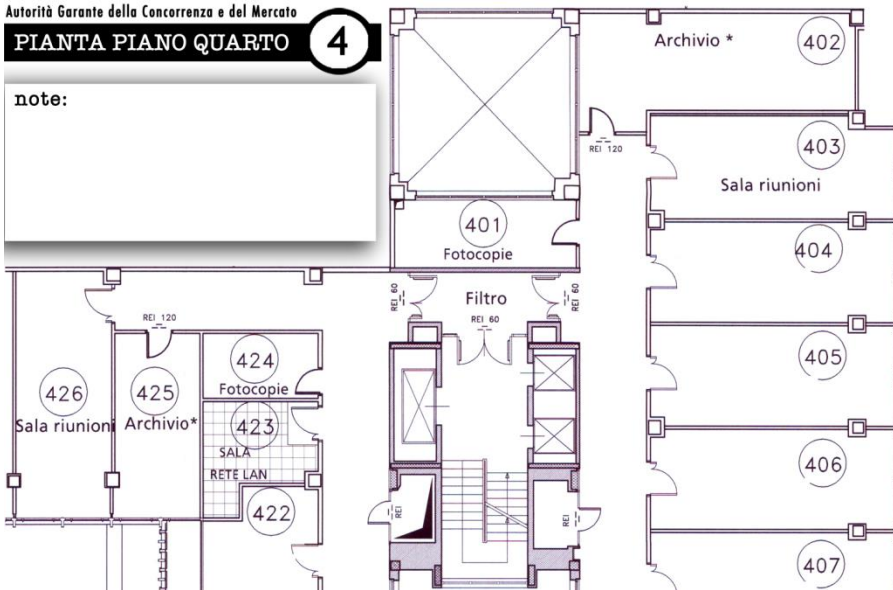 Autorità Garante della Concorrenza e del Mercato
PIANTA PIANO QUARTO 4
note:
Archivio * 402
REI 120
403
Sala riunioni
401
Fotocopie
404
Filtro
REI 60
REI 60
REI 60
REI 120
405
424
Fotocopie
426
Sala riunioni
425
Archivio*
423
SALA
RETE LAN
406
422
REI
REI
407